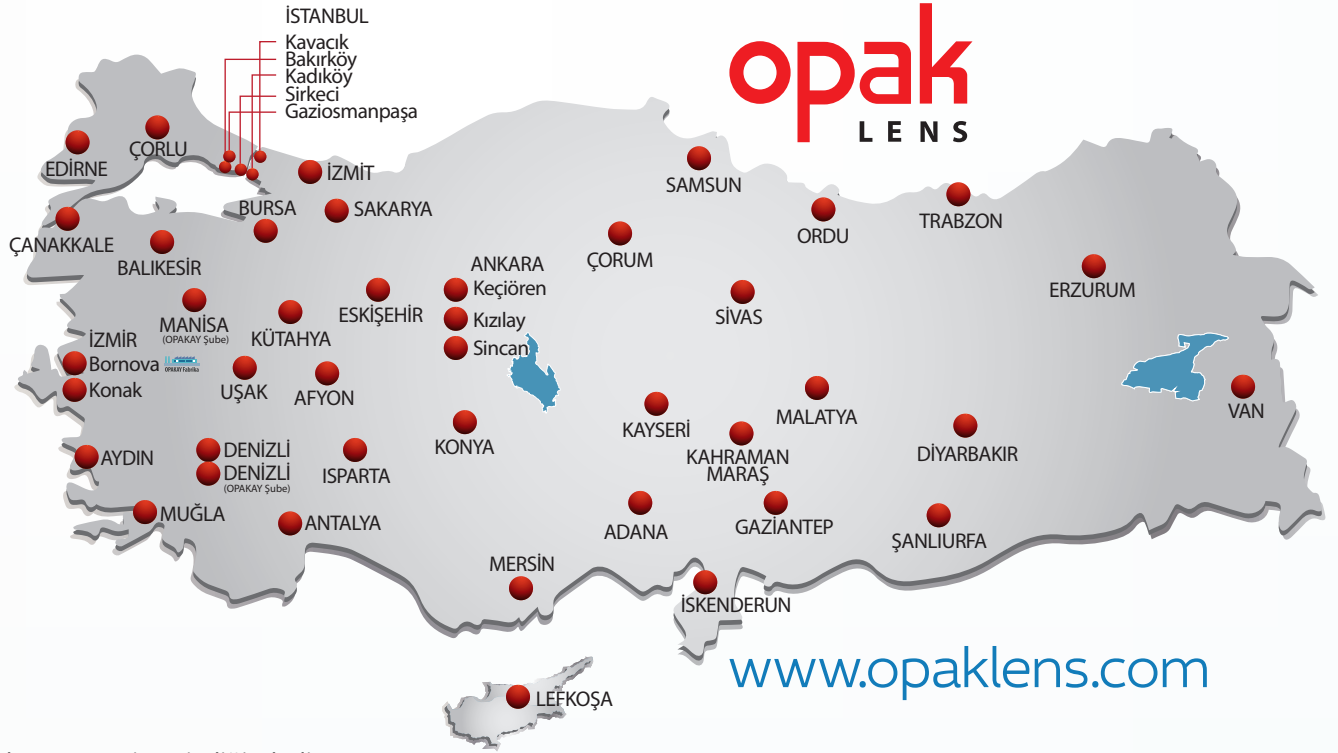 İSTANBUL
Kavacık
Bakırköy
Kadıköy
Sirkeci
Gaziosmanpaşa
opak
LENS
EDİRNE
ÇORLU
İZMİT
SAMSUN
BURSA
SAKARYA
TRABZON
ORDU
ÇANAKKALE
BALIKESİR
ÇORUM
ANKARA
Keçiören
Kızılay
Sincan
ERZURUM
ESKİŞEHİR
SİVAS
MANİSA
(OPAKAY Şube)
KÜTAHYA
İZMİR
Bornova
OPAKAY Fabrika
Konak
UŞAK
AFYON
KAYSERİ
MALATYA
VAN
KONYA
KAHRAMAN
MARAŞ
DİYARBAKIR
AYDIN
DENİZLİ
DENİZLİ
(OPAKAY Şube)
ISPARTA
MUĞLA
ANTALYA
ADANA
GAZİANTEP
ŞANLIURFA
MERSİN
İSKENDERUN
www.opaklens.com
LEFKOŞA